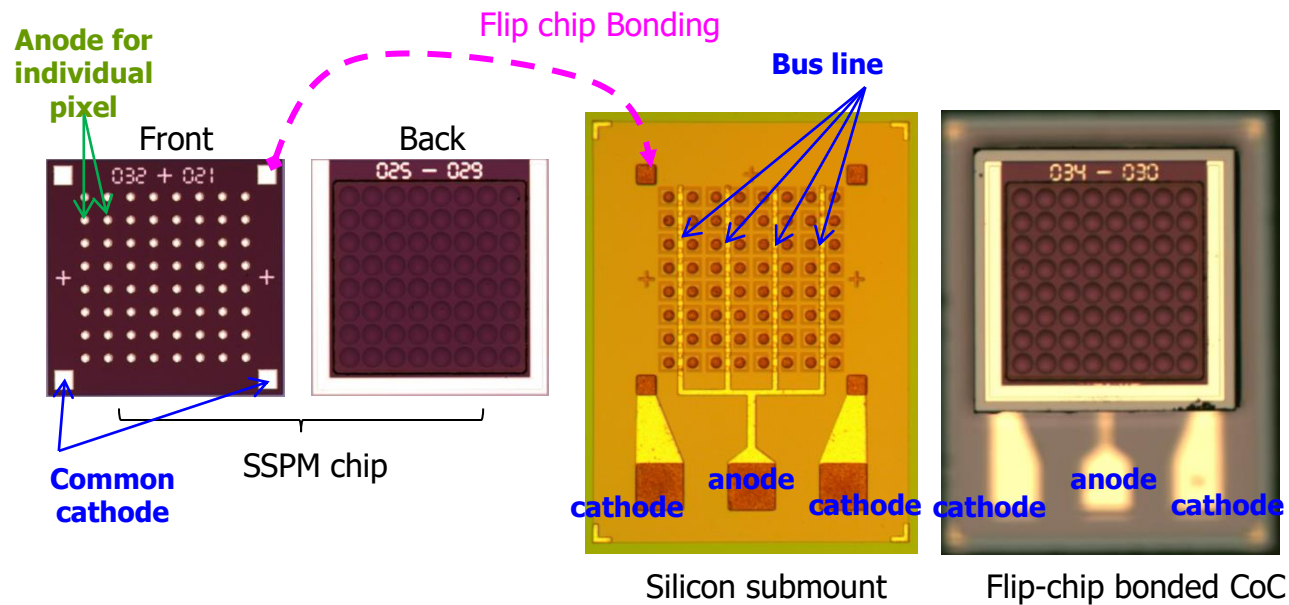 Flip chip Bonding
Anode for
individual
pixel
Bus line
Front
Back
032 + 021
025 - 029
034 - 030
SSPM chip
Common
cathode
cathode
anode
cathode
cathode
anode
cathode
Silicon submount
Flip-chip bonded CoC